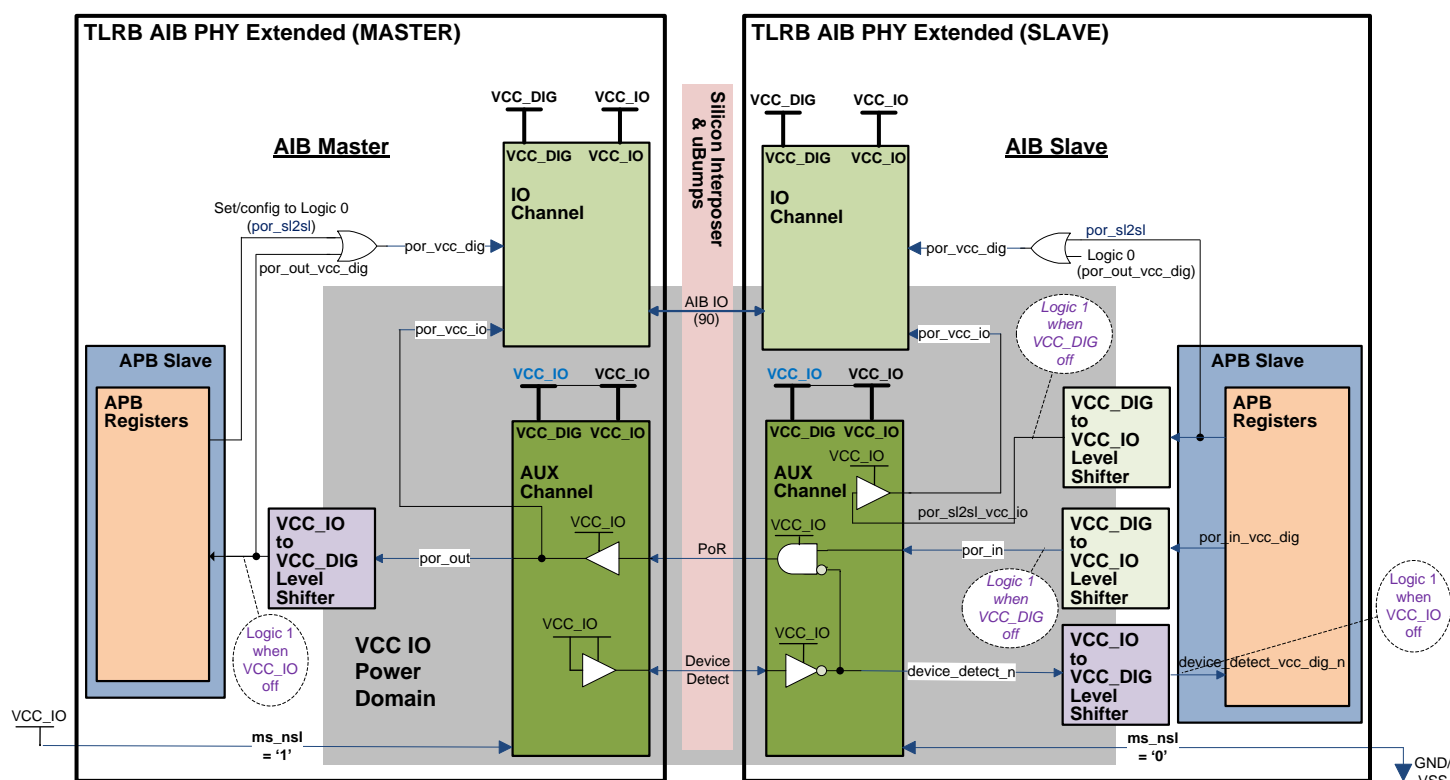 TLRB AIB PHY Extended (MASTER)
VCC_DIG
VCC_IO
AIB Master
VCC_DIG
VCC_IO
IO
Channel
Set/config to Logic 0
(por_sl2sl)
por_vcc_dig
por_out_vcc_dig
por_vcc_io
APB Slave
APB
Registers
VCC_IO
VCC_IO
VCC_DIG
VCC_IO
AUX
Channel
VCC_IO
VCC_IO
to
VCC_DIG
Level
Shifter
por_out
Logic 1
when
VCC_IO
off
VCC IO
Power
Domain
VCC_IO
VCC_IO
ms_nsl
= ‘1’
Silicon Interposer
& uBumps
AIB IO
(90)
PoR
Device
Detect
TLRB AIB PHY Extended (SLAVE)
VCC_DIG
VCC_IO
AIB Slave
VCC_DIG
VCC_IO
IO
Channel
por_vcc_dig
por_sl2sl
Logic 0
(por_out_vcc_dig)
por_vcc_io
Logic 1
when
VCC_DIG
off
APB Slave
APB
Registers
VCC_IO
VCC_IO
VCC_DIG
VCC_IO
VCC_IO
AUX
Channel
por_sl2sl_vcc_io
VCC_DIG
to
VCC_IO
Level
Shifter
VCC_IO
por_in
VCC_DIG
to
VCC_IO
Level
Shifter
por_in_vcc_dig
Logic 1
when
VCC_DIG
off
Logic 1
when
VCC_IO
off
VCC_IO
device_detect_n
VCC_IO
to
VCC_DIG
Level
Shifter
device_detect_vcc_dig_n
ms_nsl
= ‘0’
GND/
VSS